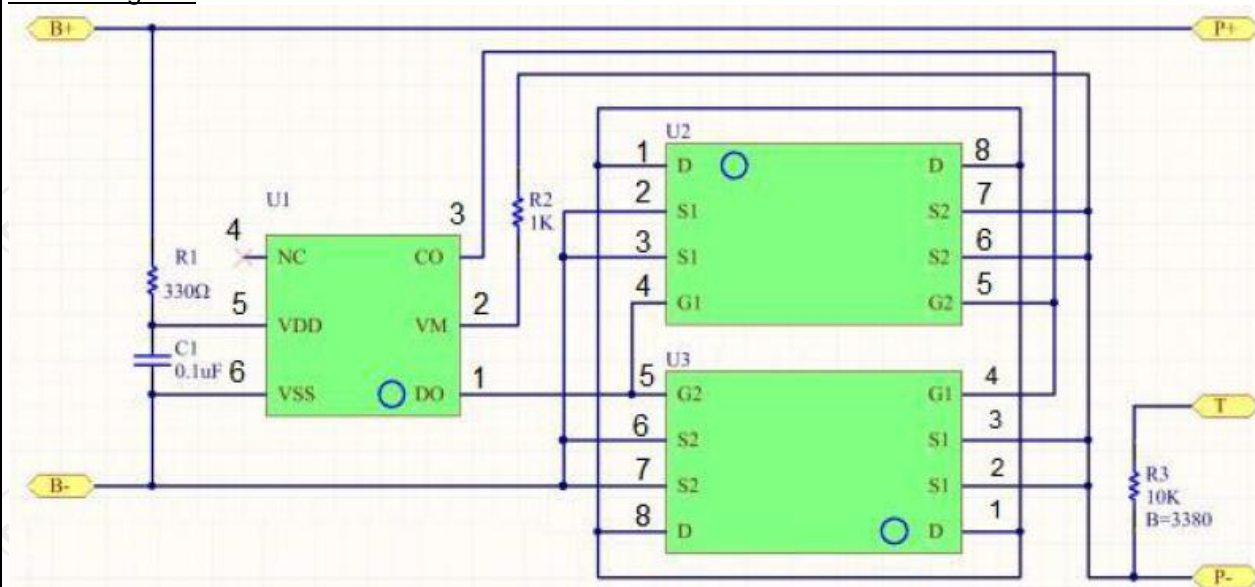 B+
P+
U2
1 D D 8
2 S1 S2 7
3 S1 S2 6
4 G1 G2 5
U1
4 NC CO 3
5 VDD VM 2
6 VSS DO 1
R1
330Ω
C1
0.1uF
R2
1K
U3
5 G2 G1 4
6 S2 S1 3
7 S2 S1 2
8 D D 1
T
R3
10K
B=3380
B-
P-